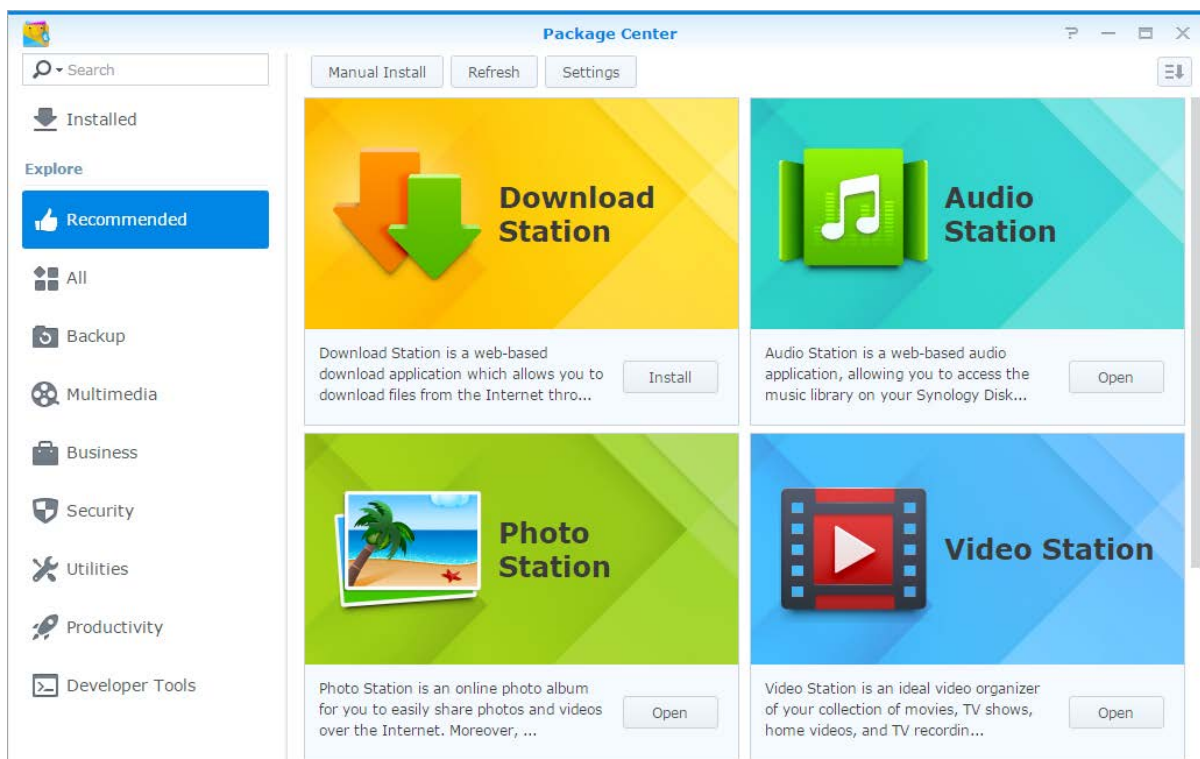 Package Center
Search
Manual Install
Refresh
Settings
Installed
Explore
Recommended
All
Backup
Multimedia
Business
Security
Utilities
Productivity
Developer Tools
Download
Station
Download Station is a web-based
download application which allows you to
download files from the Internet thro...
Install
Audio
Station
Audio Station is a web-based audio
application, allowing you to access the
music library on your Synology Disk...
Open
Photo
Station
Photo Station is an online photo album
for you to easily share photos and videos
over the Internet. Moreover, ...
Open
Video Station
Video Station is an ideal video organizer
of your collection of movies, TV shows,
home videos, and TV recordin...
Open